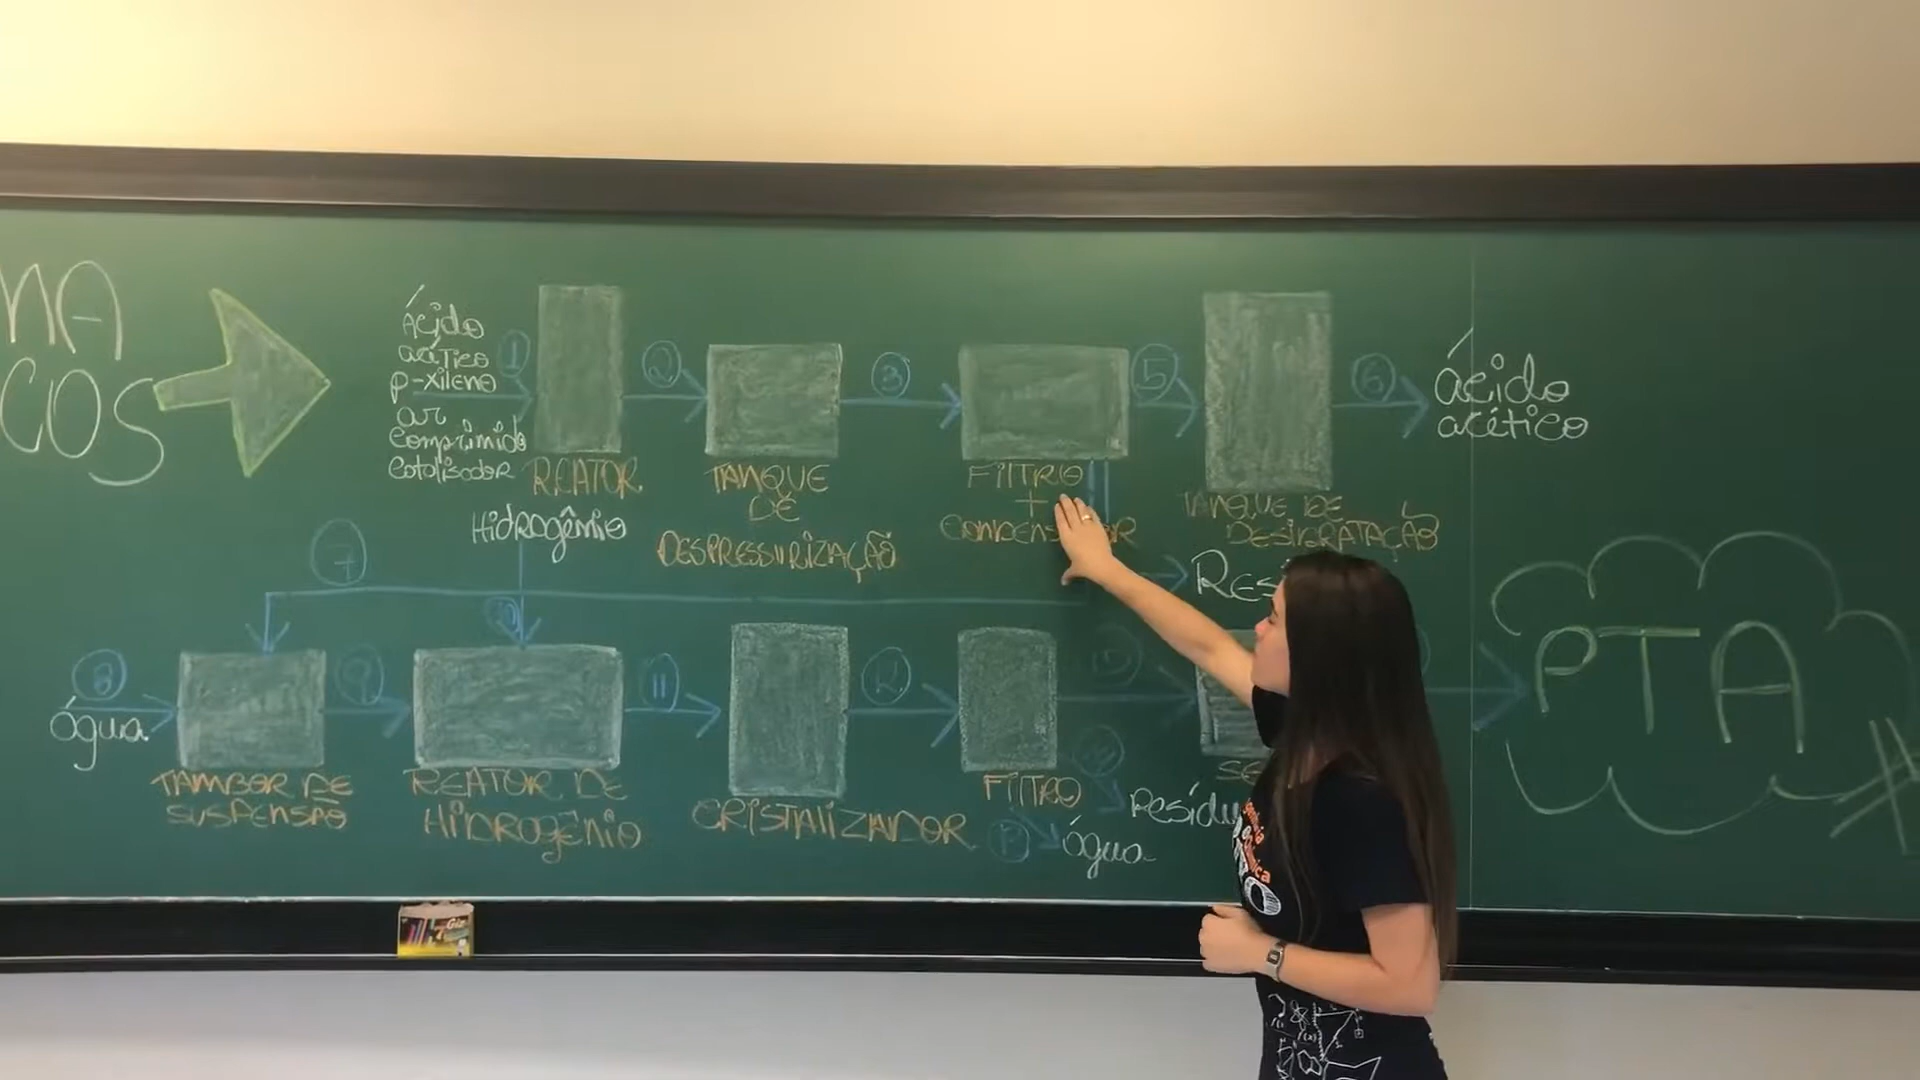 MA
COS
Ácido
acético
p-xileno
ar
comprimido
catalisador
1
REATOR
2
TANQUE
DE
DESPRESSURIZAÇÃO
3
FILTRO
+
CONDENSADOR
5
TANQUE DE
DESIDRATAÇÃO
6
ácido
acético
Hidrogênio
7
10
8
água
TAMBOR DE
SUSPENSÃO
9
REATOR DE
HIDROGÊNIO
11
CRISTALIZADOR
12
FILTRO
13
água
PTA